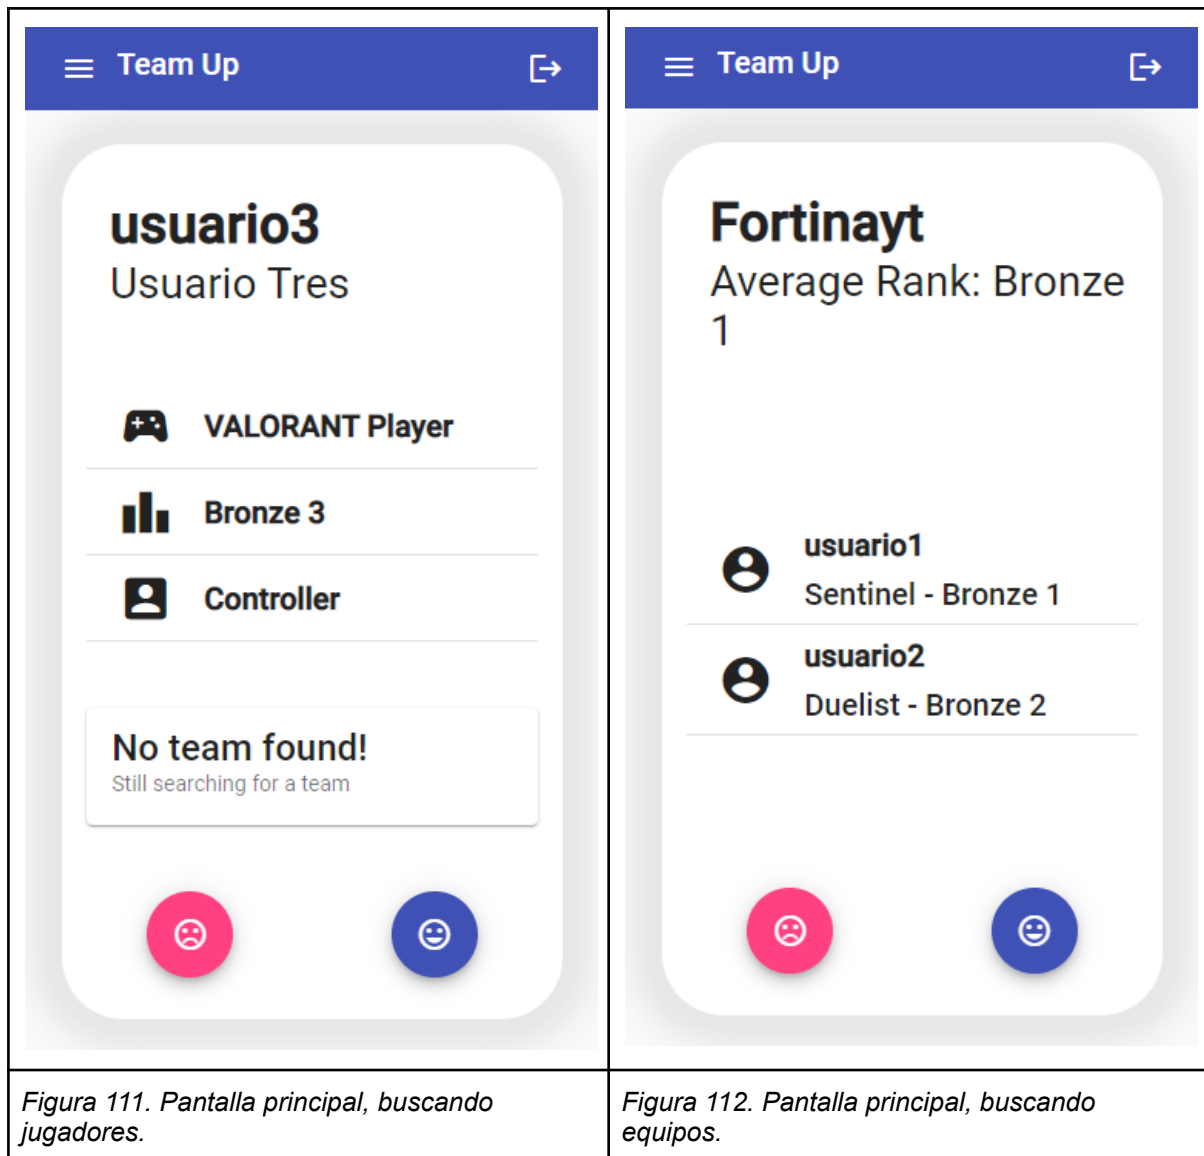 Team Up
usuario3
Usuario Tres
VALORANT Player
Bronze 3
Controller
No team found!
Still searching for a team
Figura 111. Pantalla principal, buscando
jugadores.
Team Up
Fortinayt
Average Rank: Bronze
1
usuario1
Sentinel - Bronze 1
usuario2
Duelist - Bronze 2
Figura 112. Pantalla principal, buscando
equipos.